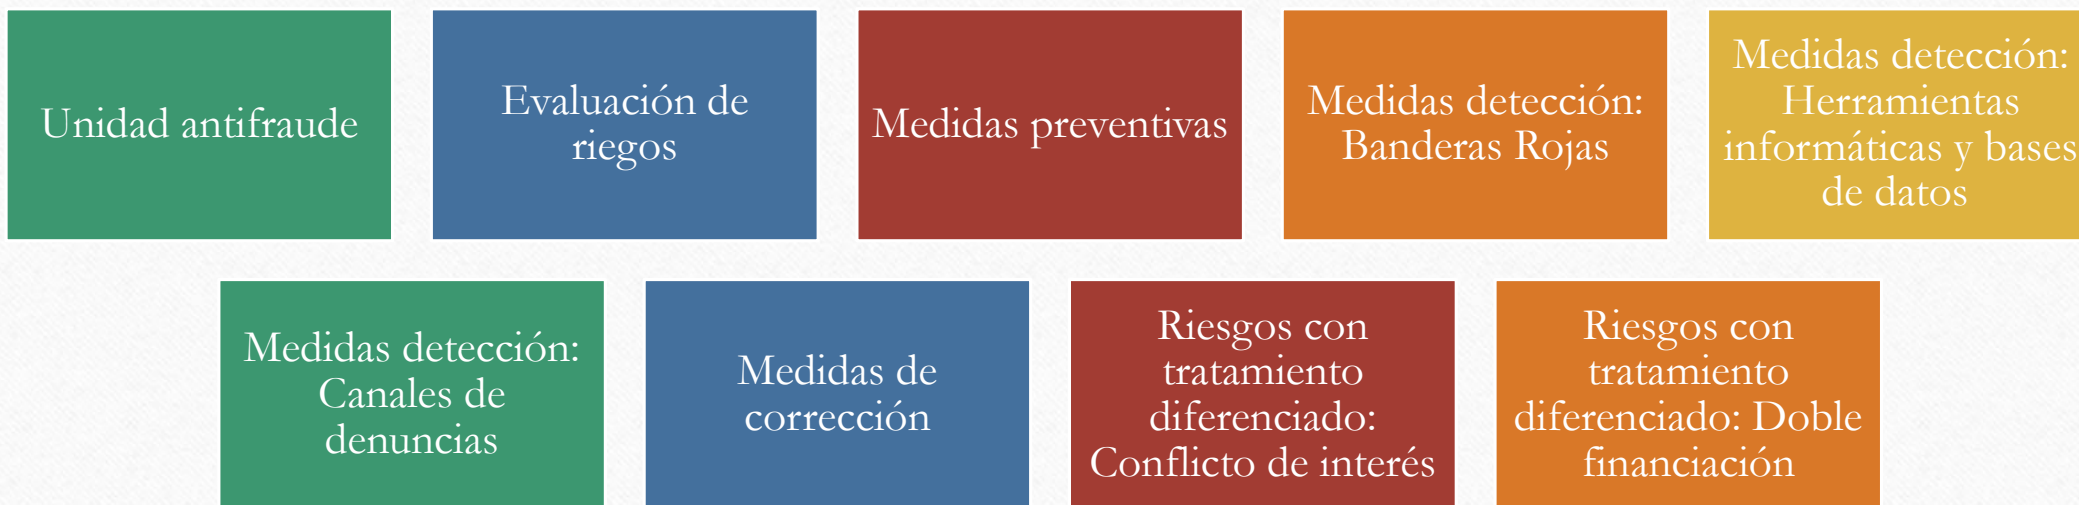 Unidad antifraude
Evaluación de
riegos
Medidas preventivas
Medidas detección:
Banderas Rojas
Medidas detección:
Herramientas
informáticas y bases
de datos
Medidas detección:
Canales de
denuncias
Medidas de
corrección
Riesgos con
tratamiento
diferenciado:
Conflicto de interés
Riesgos con
tratamiento
diferenciado: Doble
financiación